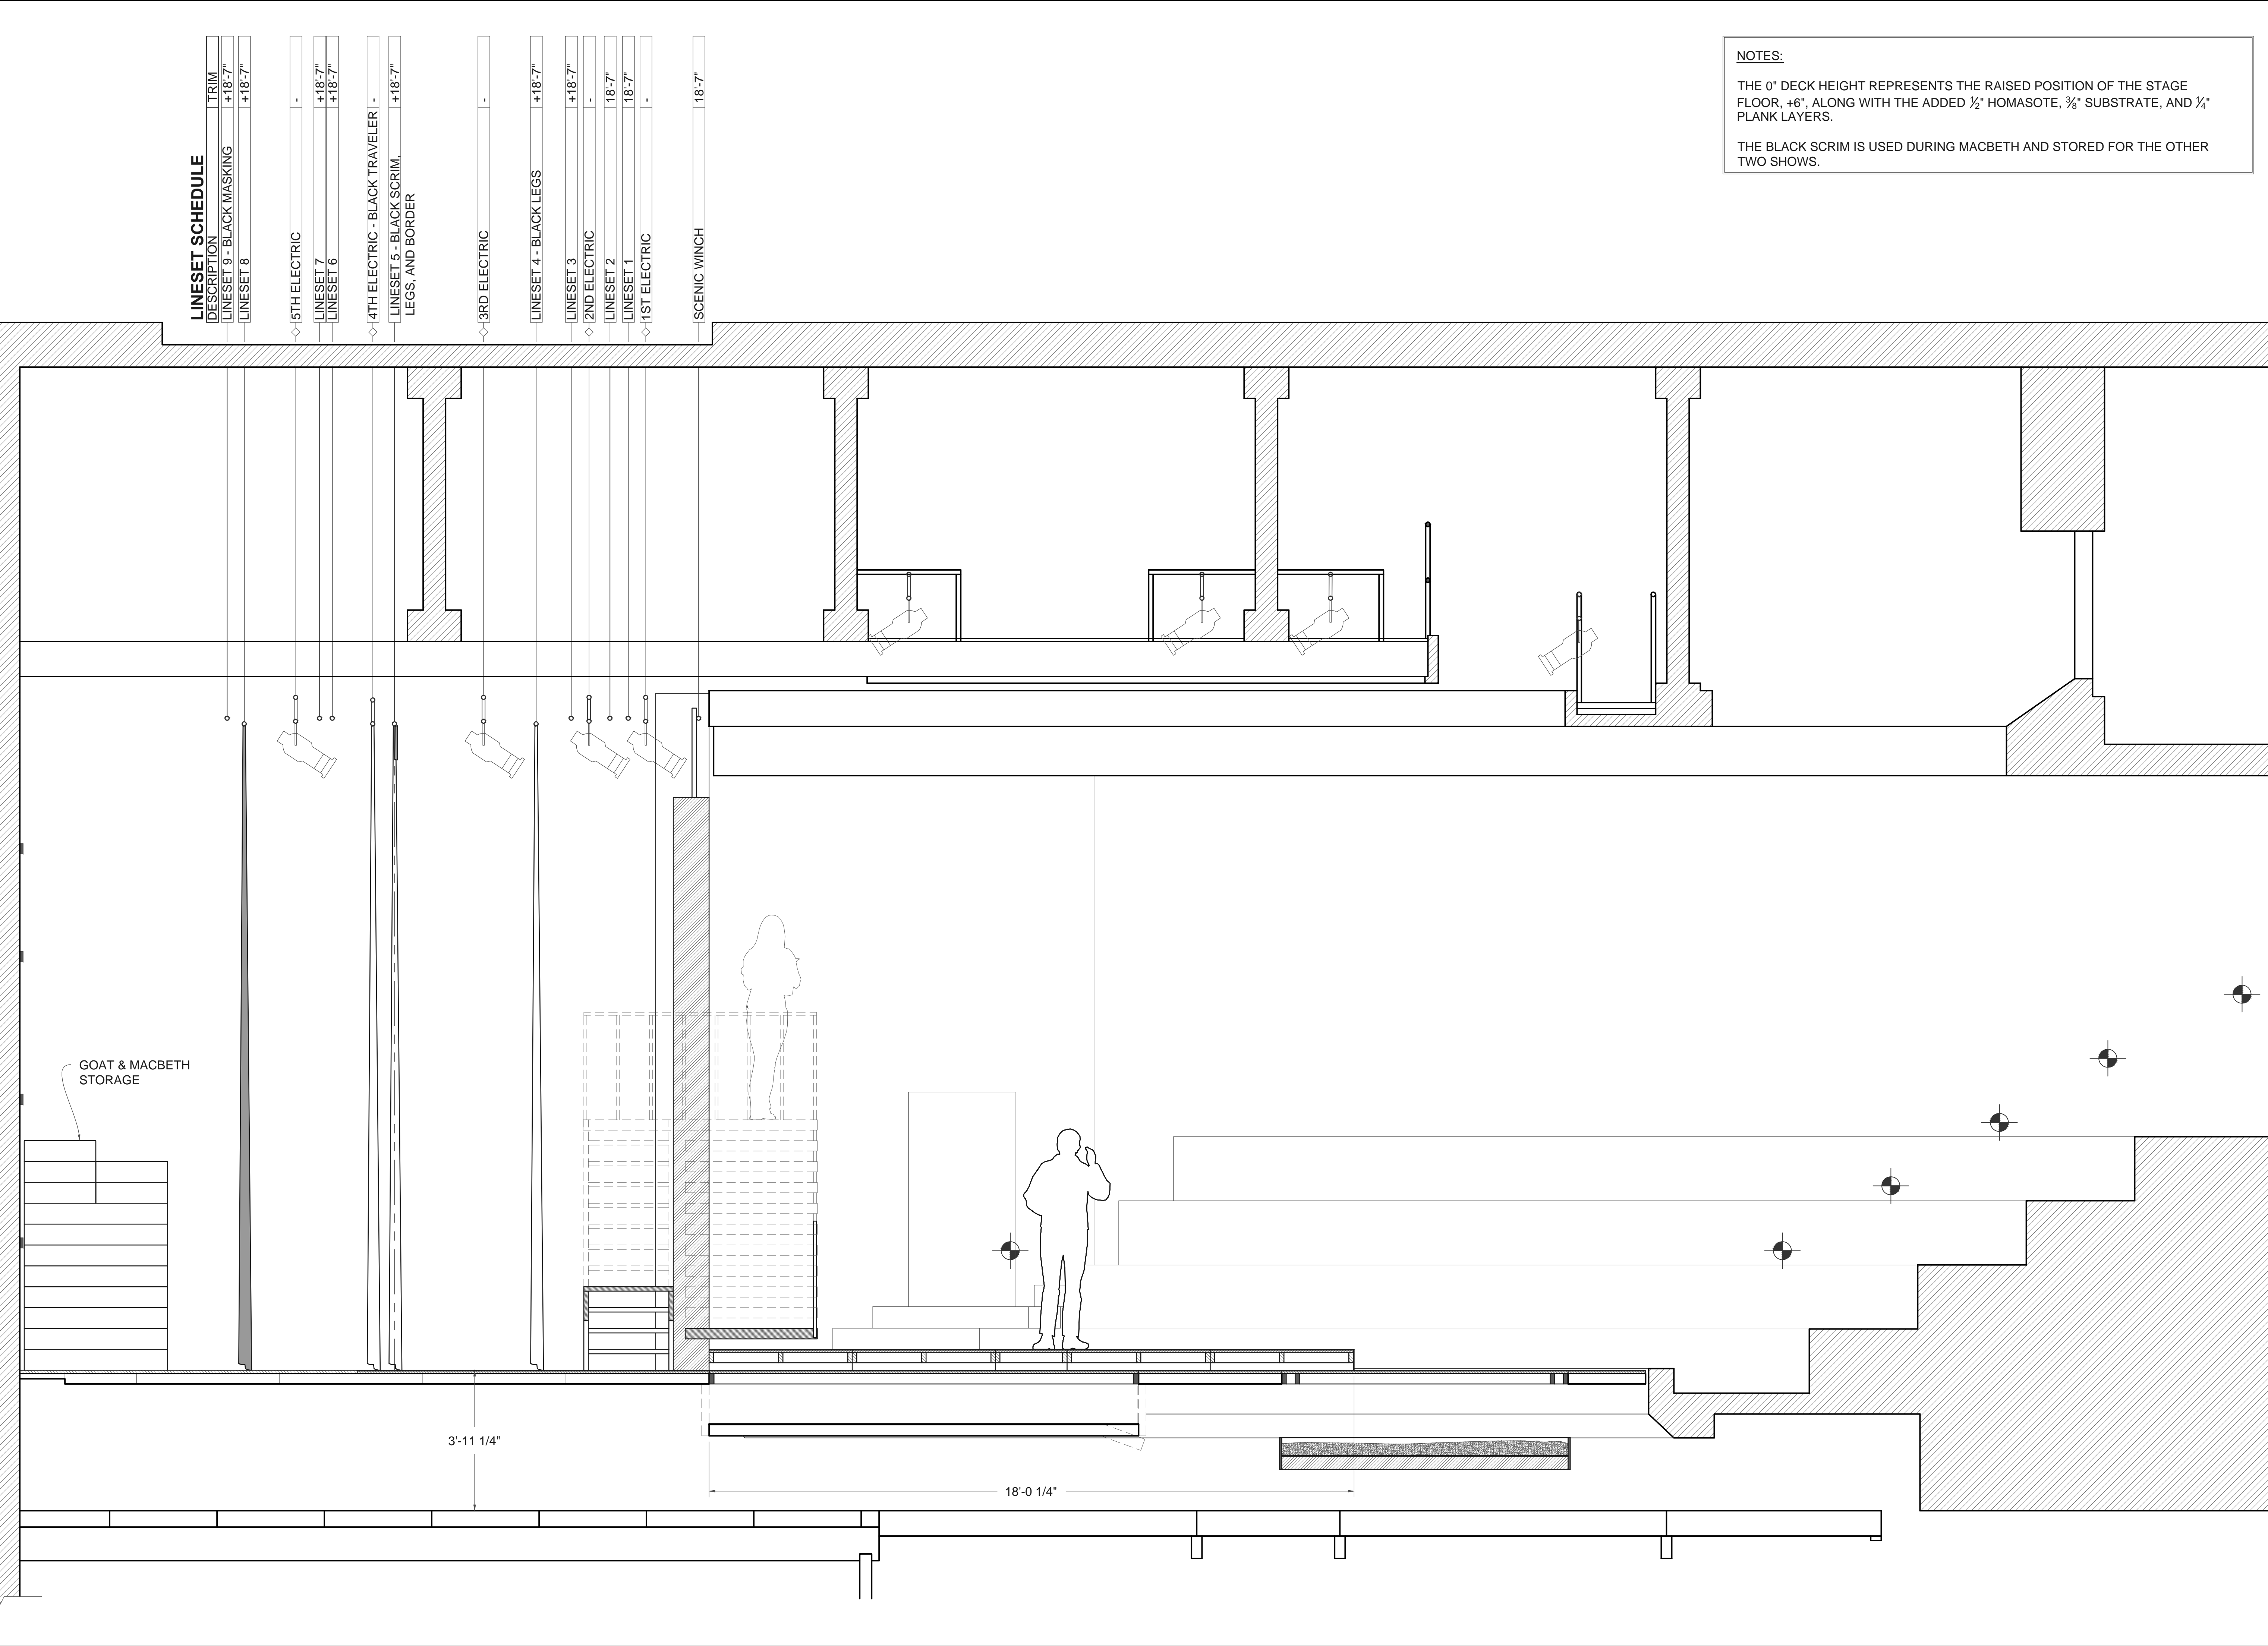 NOTES:
THE 0" DECK HEIGHT REPRESENTS THE RAISED POSITION OF THE STAGE
FLOOR, +6", ALONG WITH THE ADDED ½" HOMASOTE, ⅜" SUBSTRATE, AND ¼"
PLANK LAYERS.
THE BLACK SCRIM IS USED DURING MACBETH AND STORED FOR THE OTHER
TWO SHOWS.
LINESET SCHEDULE
DESCRIPTION TRIM
LINESET 9 - BLACK MASKING +18'-7"
LINESET 8 +18'-7"
5TH ELECTRIC -
LINESET 7 +18'-7"
LINESET 6 +18'-7"
4TH ELECTRIC - BLACK TRAVELER -
LINESET 5 - BLACK SCRIM, +18'-7"
LEGS, AND BORDER
3RD ELECTRIC -
LINESET 4 - BLACK LEGS +18'-7"
LINESET 3 +18'-7"
2ND ELECTRIC -
LINESET 2 18'-7"
LINESET 1 18'-7"
1ST ELECTRIC -
SCENIC WINCH 18'-7"
GOAT & MACBETH
STORAGE
3'-11 1/4"
18'-0 1/4"